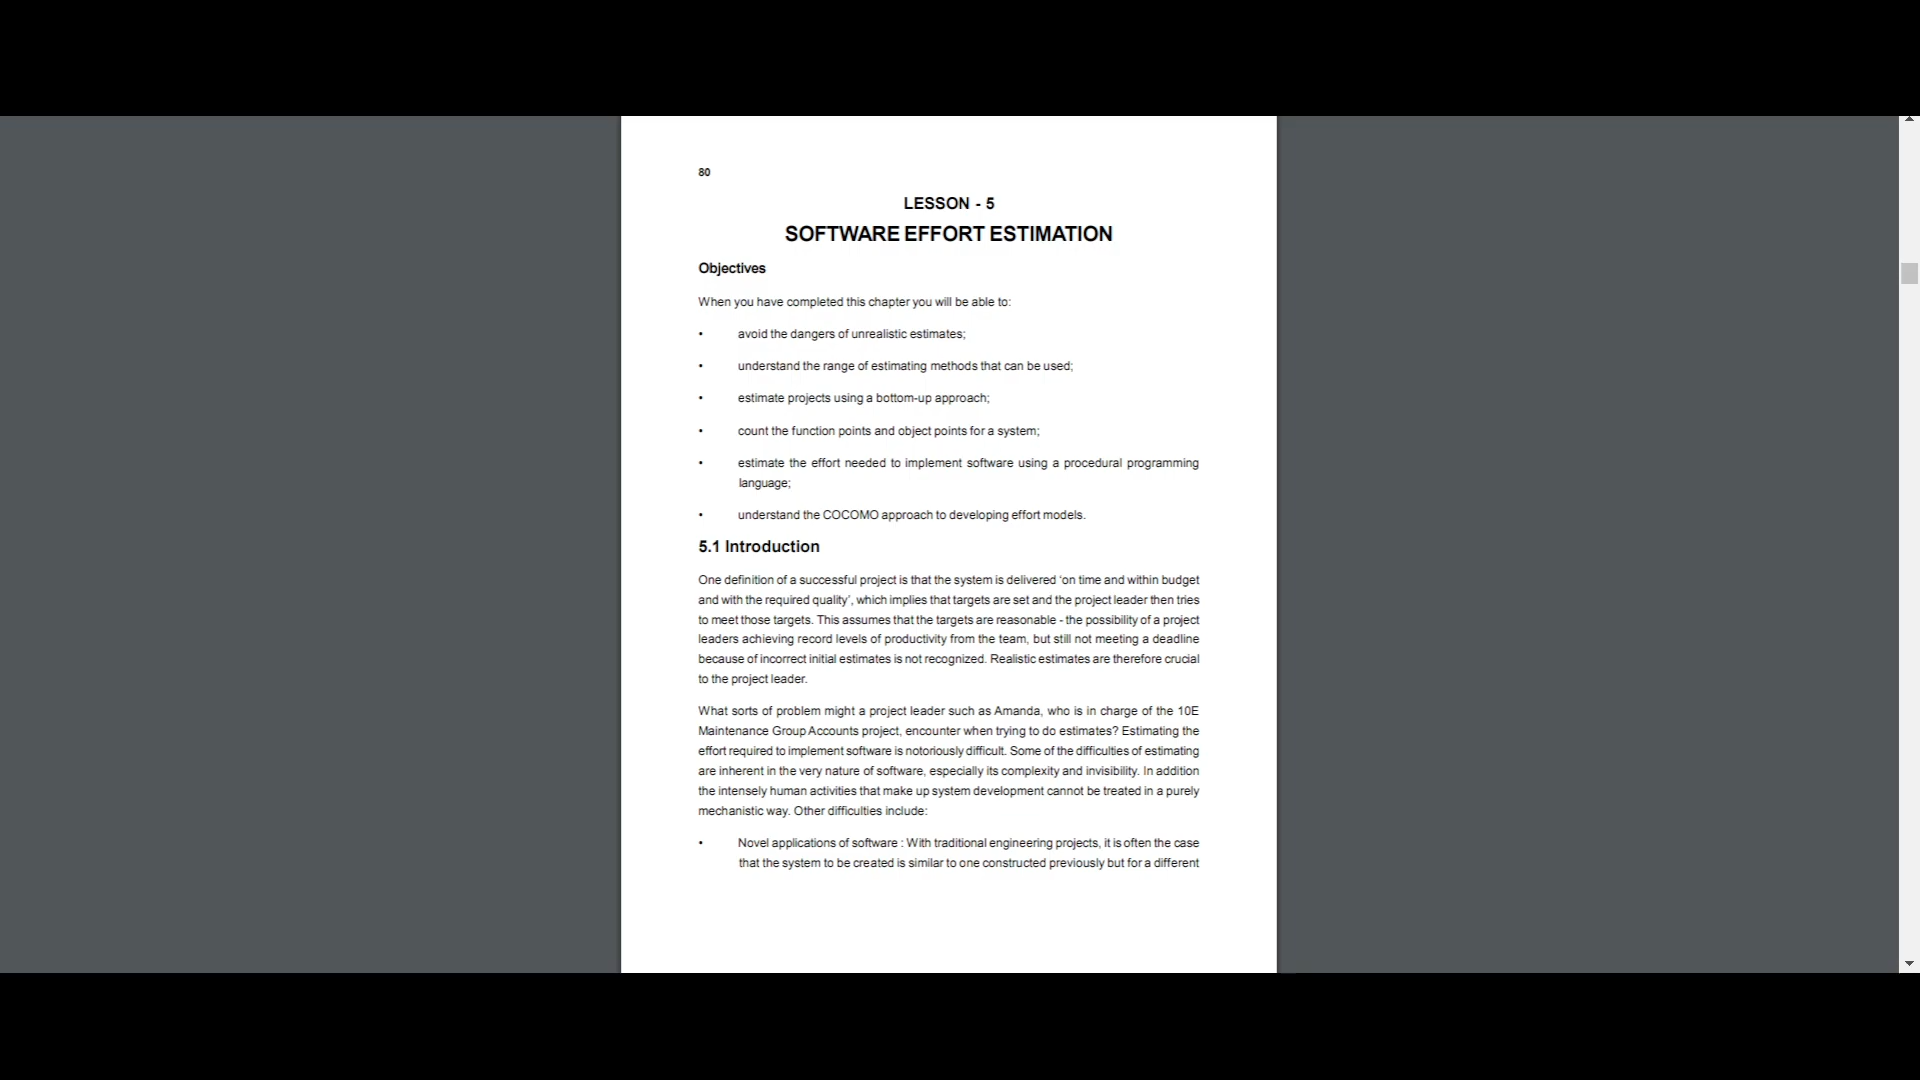 80
LESSON - 5
SOFTWARE EFFORT ESTIMATION
Objectives
When you have completed this chapter you will be able to:
• avoid the dangers of unrealistic estimates;
• understand the range of estimating methods that can be used;
• estimate projects using a bottom-up approach;
• count the function points and object points for a system;
• estimate the effort needed to implement software using a procedural programming
language;
• understand the COCOMO approach to developing effort models.
5.1 Introduction
One definition of a successful project is that the system is delivered ‘on time and within budget
and with the required quality’, which implies that targets are set and the project leader then tries
to meet those targets. This assumes that the targets are reasonable - the possibility of a project
leaders achieving record levels of productivity from the team, but still not meeting a deadline
because of incorrect initial estimates is not recognized. Realistic estimates are therefore crucial
to the project leader.
What sorts of problem might a project leader such as Amanda, who is in charge of the 10E
Maintenance Group Accounts project, encounter when trying to do estimates? Estimating the
effort required to implement software is notoriously difficult. Some of the difficulties of estimating
are inherent in the very nature of software, especially its complexity and invisibility. In addition
the intensely human activities that make up system development cannot be treated in a purely
mechanistic way. Other difficulties include:
• Novel applications of software : With traditional engineering projects, it is often the case
that the system to be created is similar to one constructed previously but for a different